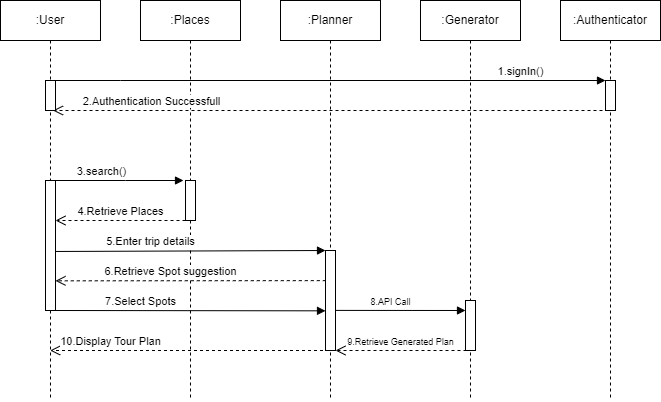 :User
:Places
:Planner
:Generator
:Authenticator
1.signIn()
2.Authentication Successfull
3.search()
4.Retrieve Places
5.Enter trip details
6.Retrieve Spot suggestion
7.Select Spots
8.API Call
9.Retrieve Generated Plan
10.Display Tour Plan